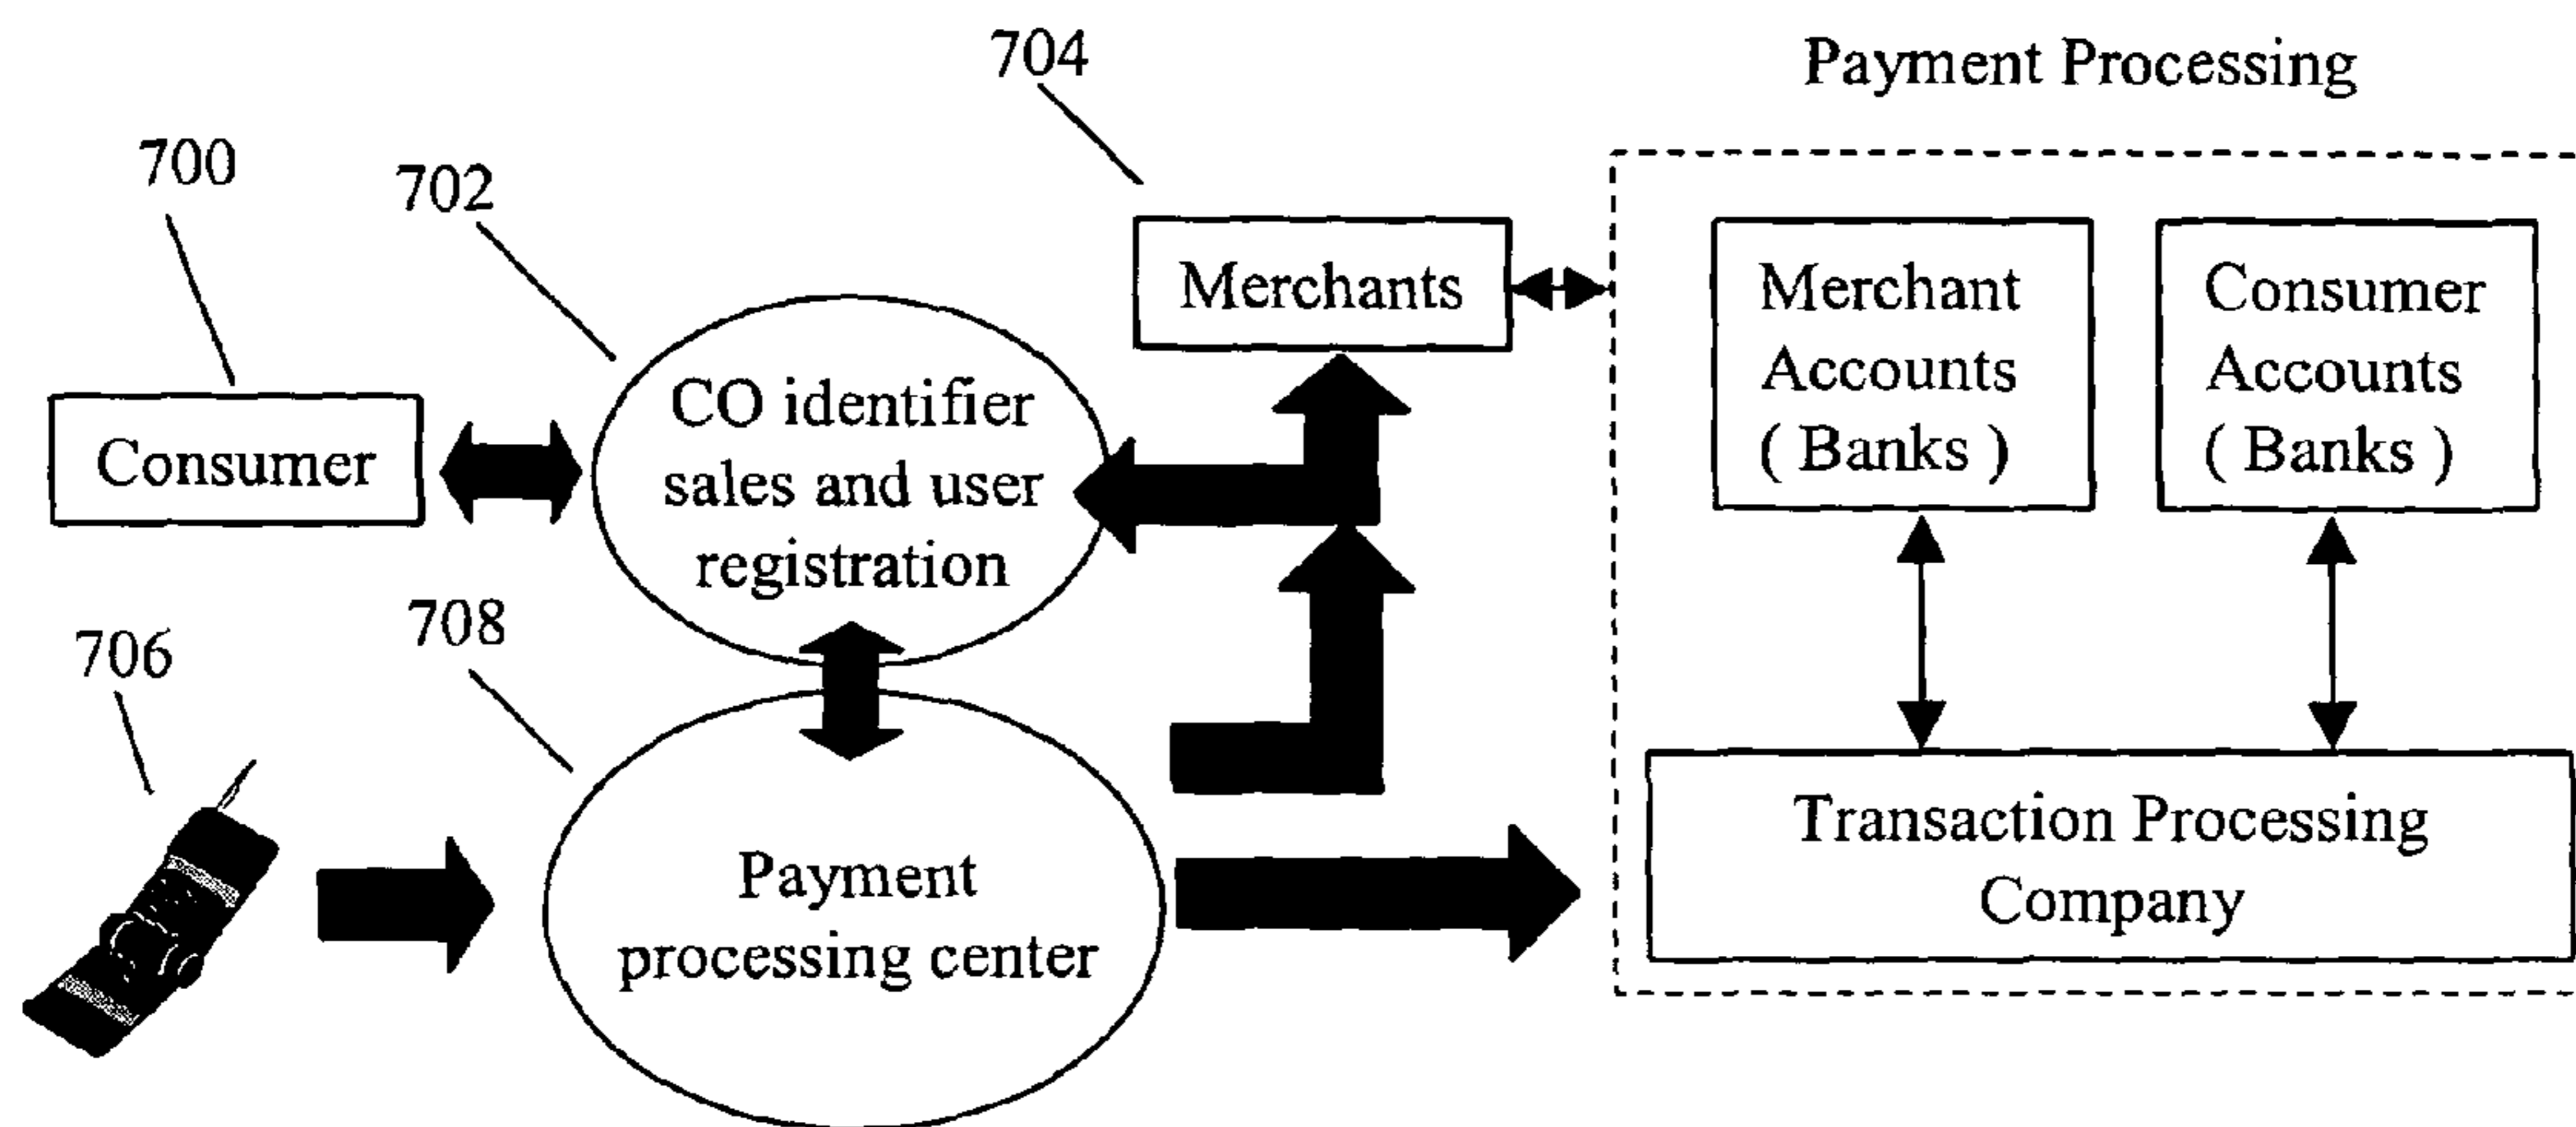 704
Payment Processing
700
702
Merchants
Merchant
Accounts
( Banks )
Consumer
Accounts
( Banks )
Consumer
CO identifier
sales and user
registration
706
708
Payment
processing center
Transaction Processing
Company